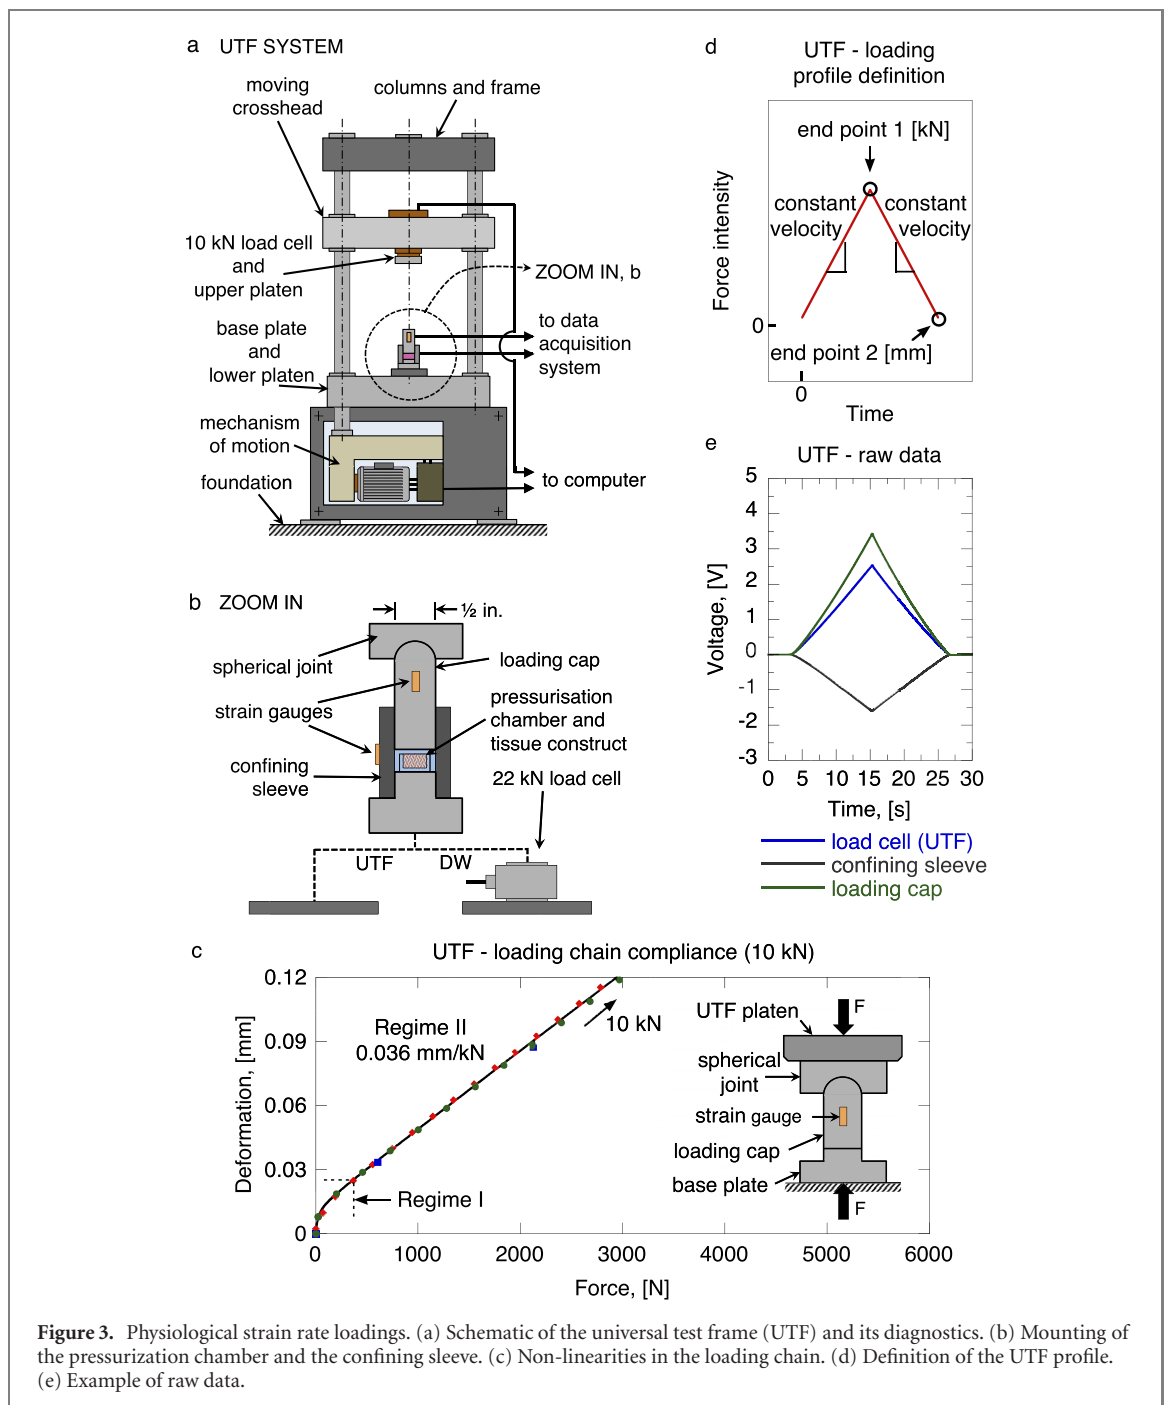 a UTF SYSTEM
moving
crosshead
columns and frame
10 kN load cell
and
upper platen
ZOOM IN, b
base plate
and
lower platen
to data
acquisition
system
mechanism
of motion
foundation
to computer
b ZOOM IN
½ in.
spherical joint
loading cap
strain gauges
pressurisation
chamber and
tissue construct
confining
sleeve
22 kN load cell
UTF
DW
c UTF - loading chain compliance (10 kN)
0.12
0.09
0.06
0.03
0
Deformation, [mm]
Regime II
0.036 mm/kN
10 kN
Regime I
0 1000 2000 3000 4000 5000 6000
Force, [N]
UTF platen
F
spherical
joint
strain gauge
loading cap
base plate
F
d UTF - loading
profile definition
end point 1 [kN]
constant
velocity
constant
velocity
Force intensity
0
end point 2 [mm]
0
Time
e UTF - raw data
5
4
3
2
1
0
-1
-2
-3
Voltage, [V]
0 5 10 15 20 25 30
Time, [s]
load cell (UTF)
confining sleeve
loading cap
Figure 3. Physiological strain rate loadings. (a) Schematic of the universal test frame (UTF) and its diagnostics. (b) Mounting of
the pressurization chamber and the confining sleeve. (c) Non-linearities in the loading chain. (d) Definition of the UTF profile.
(e) Example of raw data.